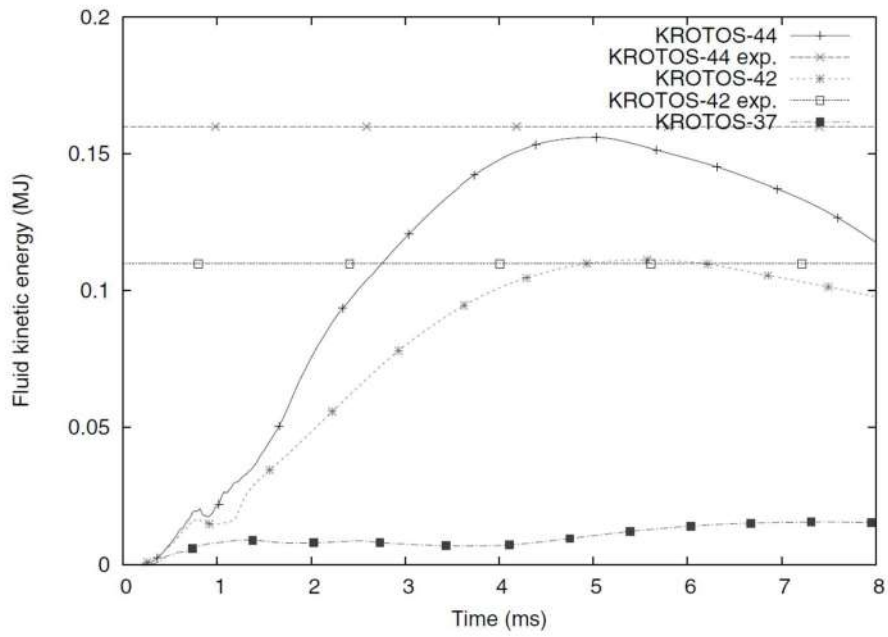 0.2
KROTOS-44
KROTOS-44 exp.
KROTOS-42
KROTOS-42 exp.
KROTOS-37
0.15
0.1
0.05
0
Fluid kinetic energy (MJ)
0 1 2 3 4 5 6 7 8
Time (ms)